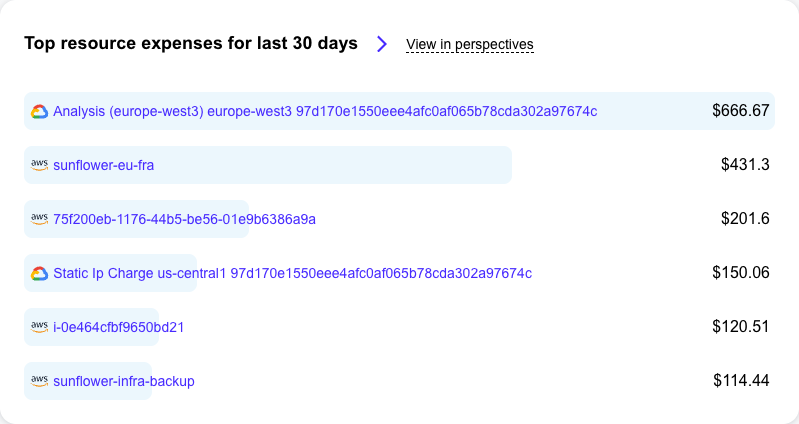 Top resource expenses for last 30 days View in perspectives
Analysis (europe-west3) europe-west3 97d170e1550eee4afc0af065b78cda302a97674c $666.67
aws sunflower-eu-fra $431.3
aws 75f200eb-1176-44b5-be56-01e9b6386a9a $201.6
Static Ip Charge us-central1 97d170e1550eee4afc0af065b78cda302a97674c $150.06
aws i-0e464cfbf9650bd21 $120.51
aws sunflower-infra-backup $114.44